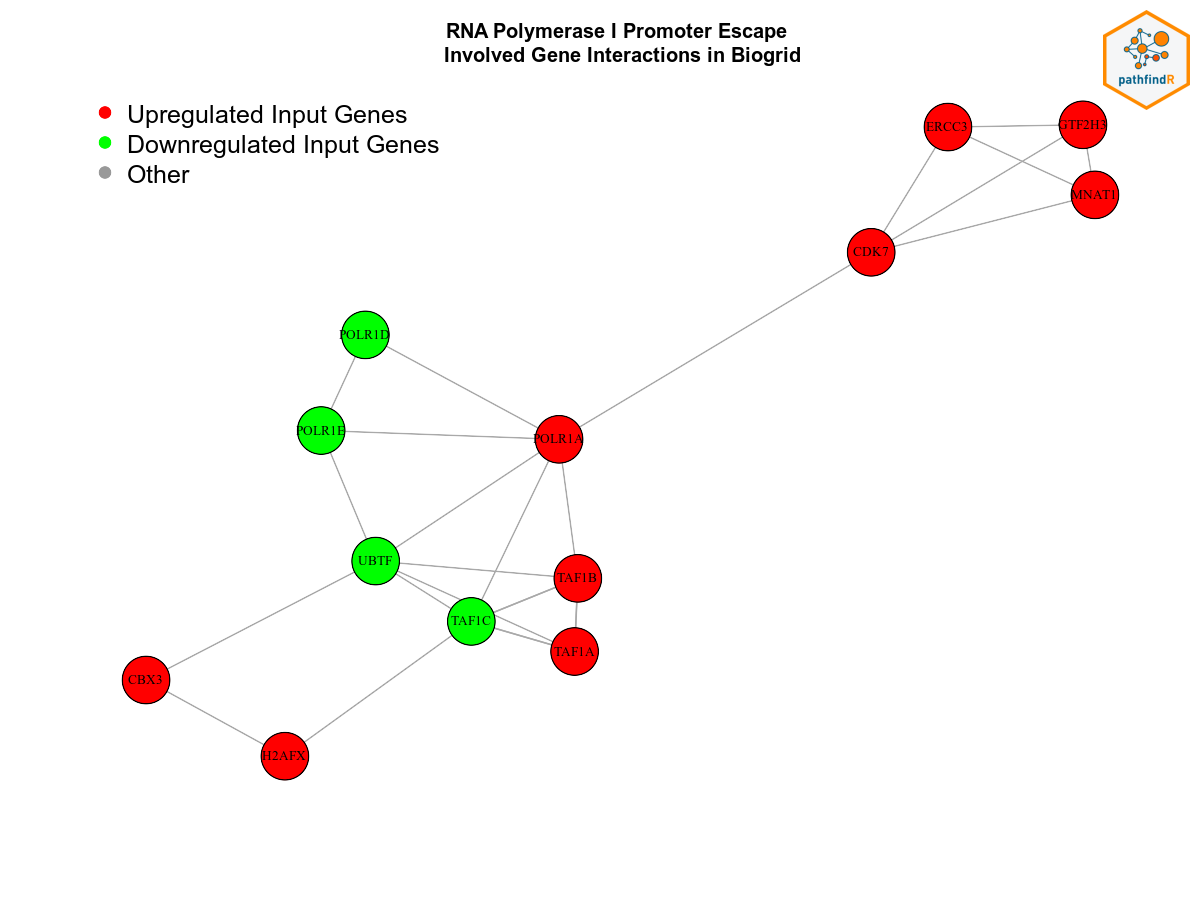 RNA Polymerase I Promoter Escape
Involved Gene Interactions in Biogrid
pathfindR
Upregulated Input Genes
Downregulated Input Genes
Other
ERCC3
GTF2H3
MNAT1
CDK7
POLR1D
POLR1E
POLR1A
UBTF
TAF1B
TAF1C
TAF1A
CBX3
H2AFX